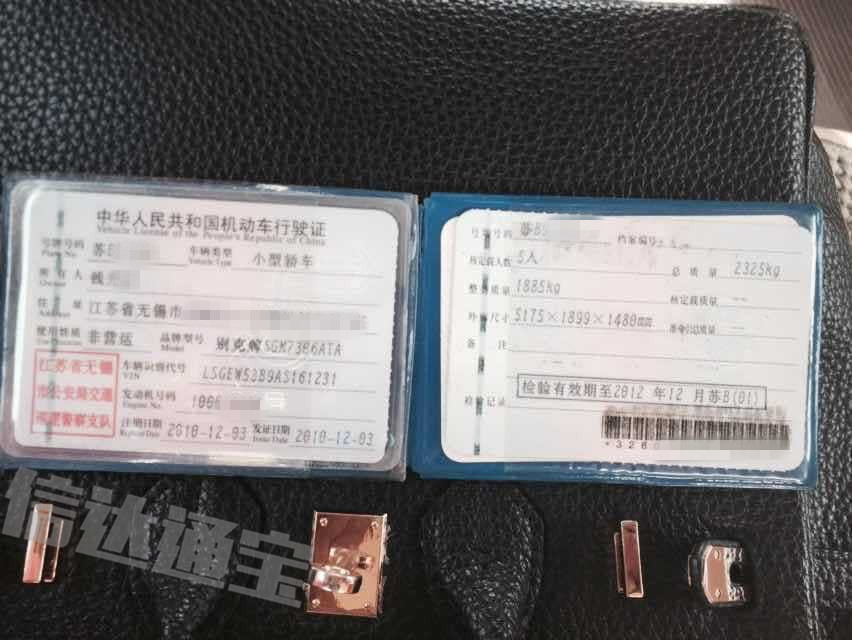 中华人民共和国机动车行驶证
Vehicle License of the People's Republic of China
号牌号码 苏B
Plate No.
车辆类型 小型轿车
Vehicle Type
所有人 钱
Owner
住址 江苏省无锡市
Address
使用性质 非营运
Use Character
品牌型号 别克牌SGM7306ATA
Model
江苏省无锡
市公安局交通
巡逻警察支队
车辆识别代号 LSGEW53B9AS161231
VIN
发动机号码 1006
Engine No.
注册日期 2010-12-03 发证日期 2010-12-03
Register Date Issue Date
号牌号码 苏B
档案编号
核定载人数 5人
总质量 2325kg
整备质量 1885kg
核定载质量 --
外廓尺寸 5175×1899×1480mm
准牵引总质量 --
备注
检验记录
检验有效期至2012年12月苏B(01)
*326
信达通宝